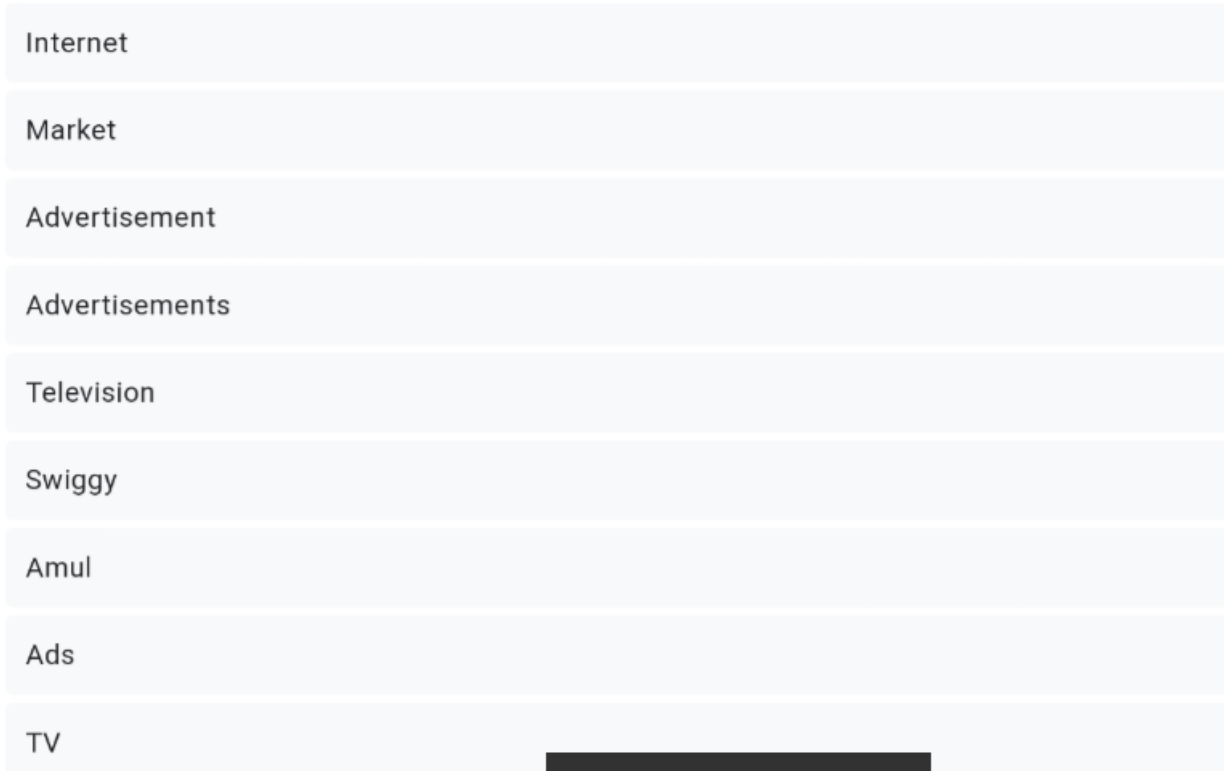 Internet
Market
Advertisement
Advertisements
Television
Swiggy
Amul
Ads
TV